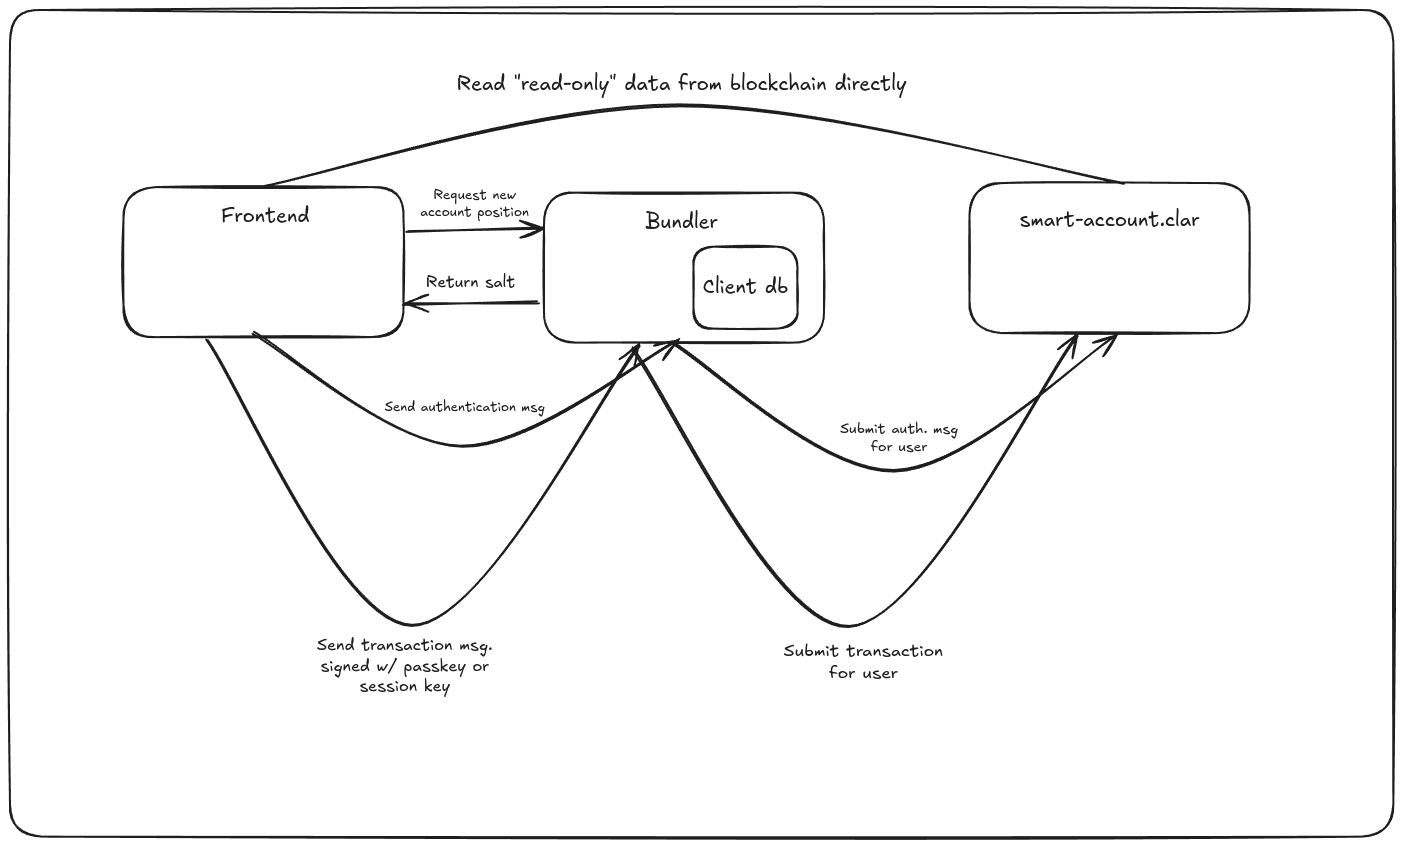 Read "read-only" data from blockchain directly
Frontend
Request new
account position
Return salt
Bundler
Client db
smart-account.clar
Send authentication msg
Submit auth. msg
for user
Send transaction msg.
signed w/ passkey or
session key
Submit transaction
for user